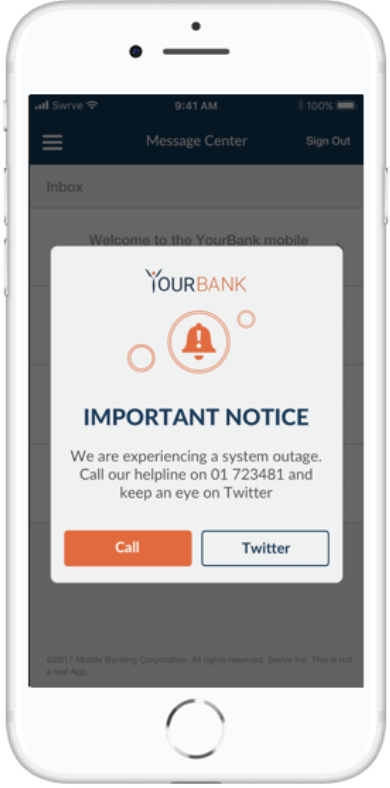 Swrve
9:41 AM
100%
Message Center
Sign Out
Inbox
Welcome to the YourBank mobile
YOURBANK
IMPORTANT NOTICE
We are experiencing a system outage.
Call our helpline on 01 723481 and
keep an eye on Twitter
Call
Twitter
©2017 Mobile Banking Corpotation. All rights reserved. Swrve Inc. This is not
a real App.